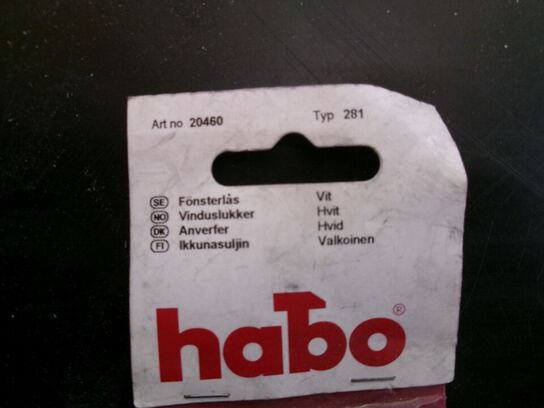 Art no 20460 Typ 281
SE Fönsterlås Vit
NO Vinduslukker Hvit
DK Anverfer Hvid
FI Ikkunasuljin Valkoinen
habo ®